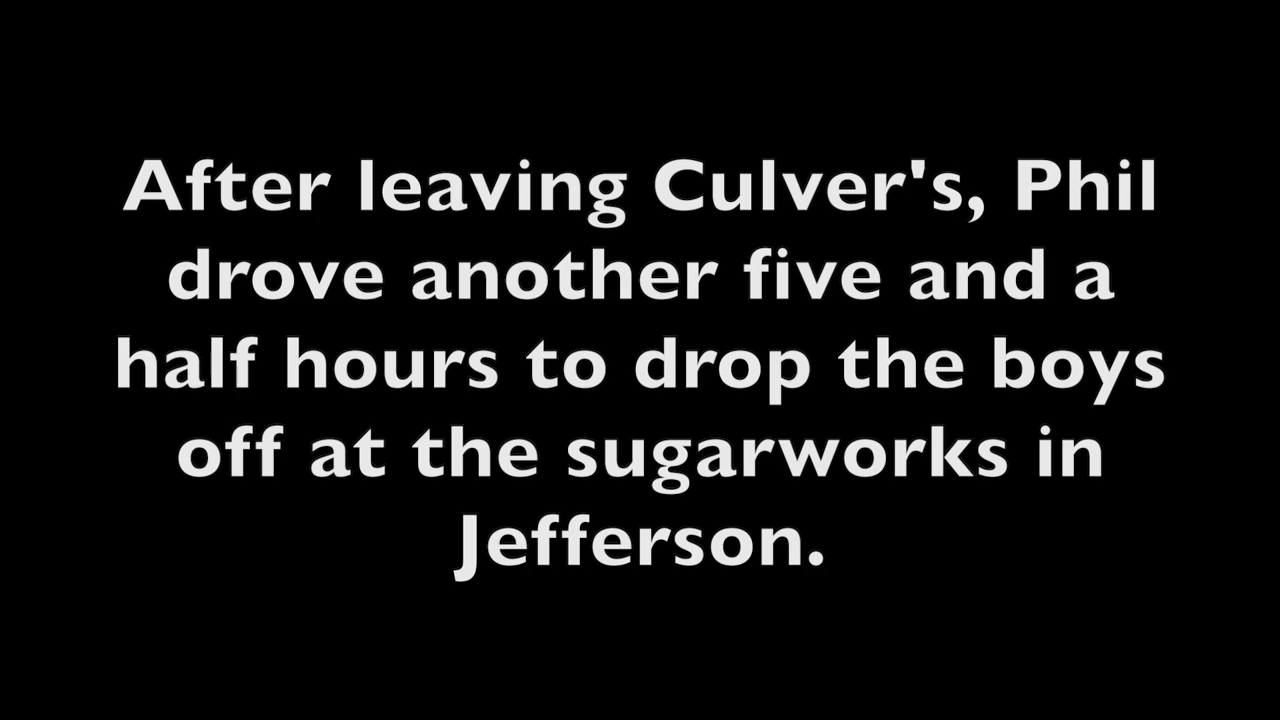 After leaving Culver's, Phil
drove another five and a
half hours to drop the boys
off at the sugarworks in
Jefferson.